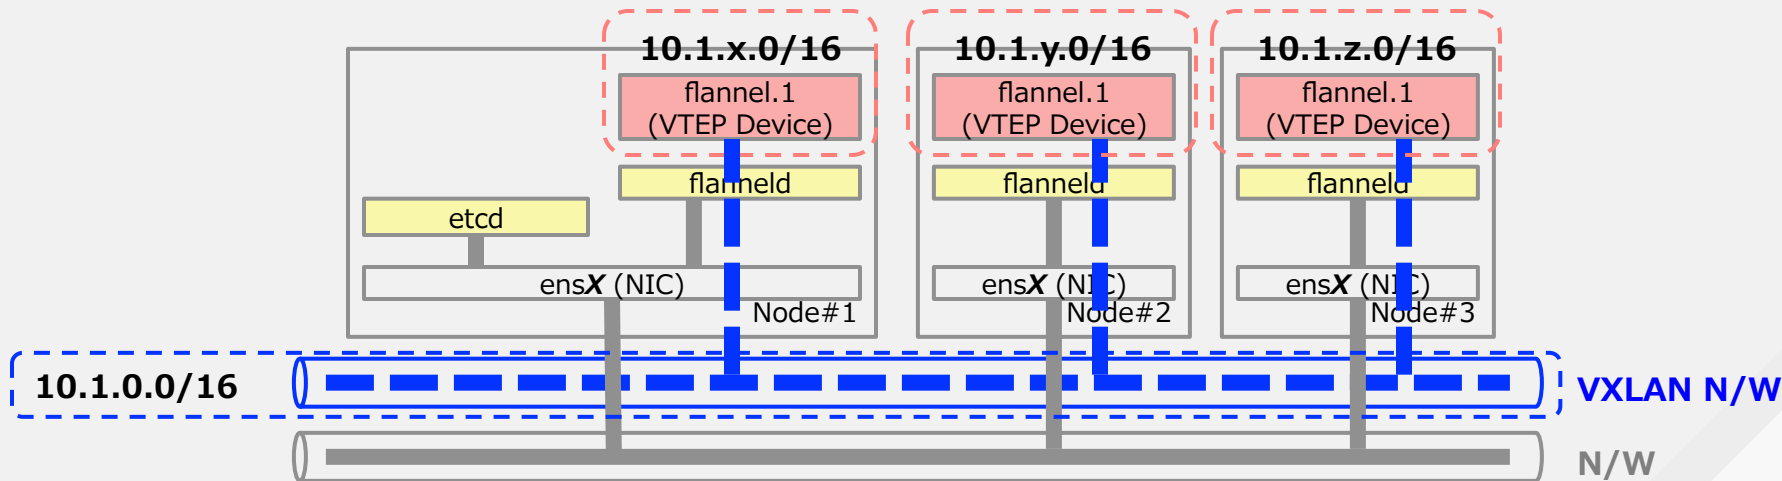 10.1.x.0/16
flannel.1
(VTEP Device)
flanneld
etcd
ensX (NIC)
Node#1
10.1.y.0/16
flannel.1
(VTEP Device)
flanneld
ensX (NIC)
Node#2
10.1.z.0/16
flannel.1
(VTEP Device)
flanneld
ensX (NIC)
Node#3
10.1.0.0/16
VXLAN N/W
N/W